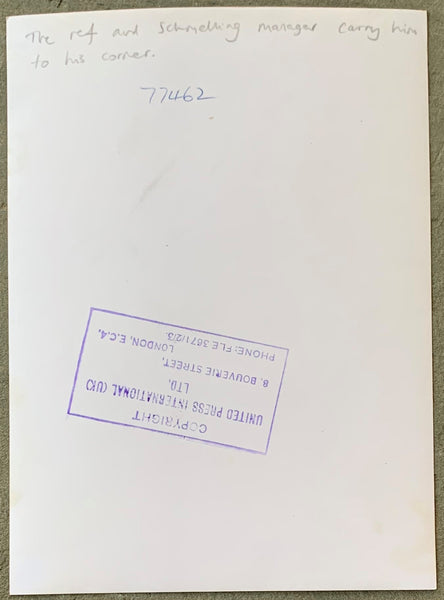 The ref and Schmelling manager carry him
to his corner.
77462
COPYRIGHT
UNITED PRESS INTERNATIONAL (UK)
LTD.
8, BOUVERIE STREET,
LONDON, E.C.4.
PHONE: FLE 3671/2/3.